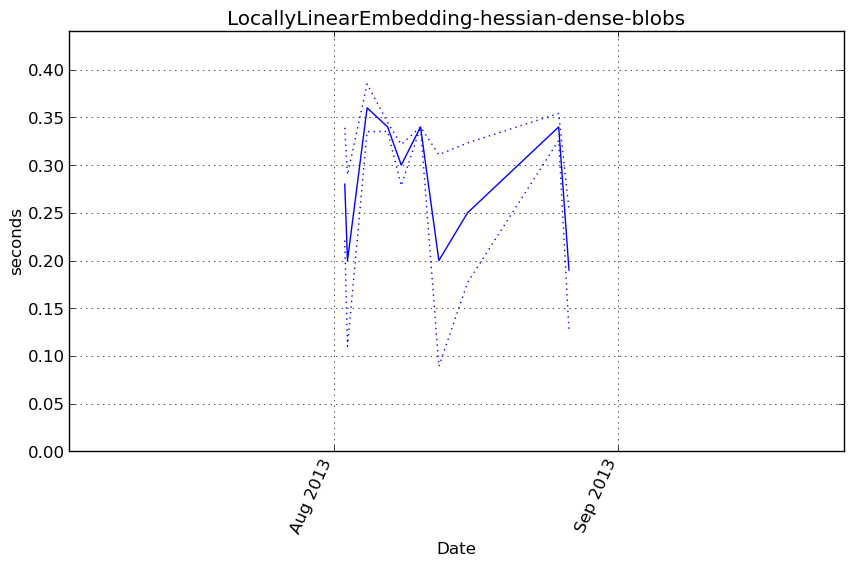 LocallyLinearEmbedding-hessian-dense-blobs
0.40
0.35
0.30
0.25
0.20
0.15
0.10
0.05
0.00
seconds
Aug 2013
Sep 2013
Date